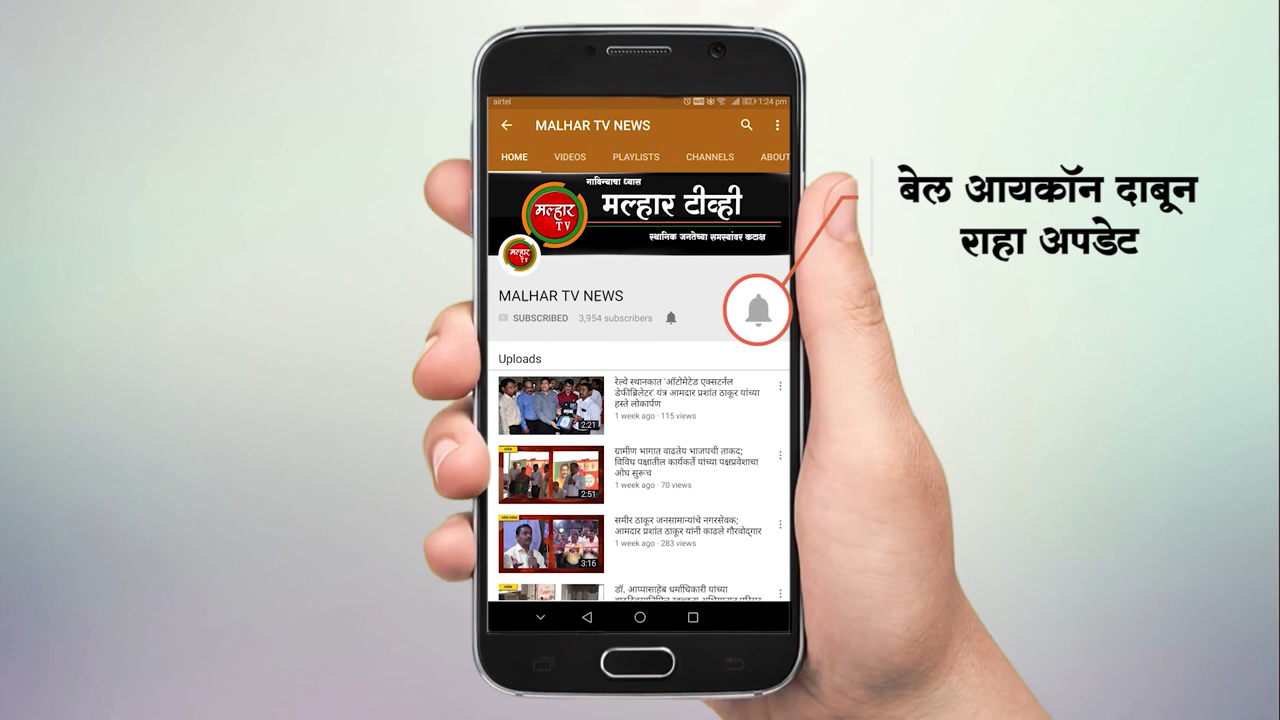 airtel
1:24 pm
MALHAR TV NEWS
HOME VIDEOS PLAYLISTS CHANNELS ABOUT
नाविन्याचा ध्यास
मल्हार टीव्ही
स्थानिक जनतेच्या समस्यांवर कटाक्ष
मल्हार
TV
मल्हार
TV
बेल आयकॉन दाबून
राहा अपडेट
MALHAR TV NEWS
SUBSCRIBED 3,954 subscribers
Uploads
रेल्वे स्थानकात 'ऑटोमेटेड एक्सटर्नल
डेफीब्रिलेटर' यंत्र आमदार प्रशांत ठाकूर यांच्या
हस्ते लोकार्पण
1 week ago · 115 views
2:21
ग्रामीण भागात वाढतेय भाजपची ताकद;
विविध पक्षातील कार्यकर्ते यांच्या पक्षप्रवेशाचा
ओघ सुरूच
1 week ago · 70 views
2:51
समीर ठाकूर जनसामान्यांचे नगरसेवक;
आमदार प्रशांत ठाकूर यांनी काढले गौरवोद्गार
1 week ago · 283 views
3:16
डॉ. आप्पासाहेब धर्माधिकारी यांच्या